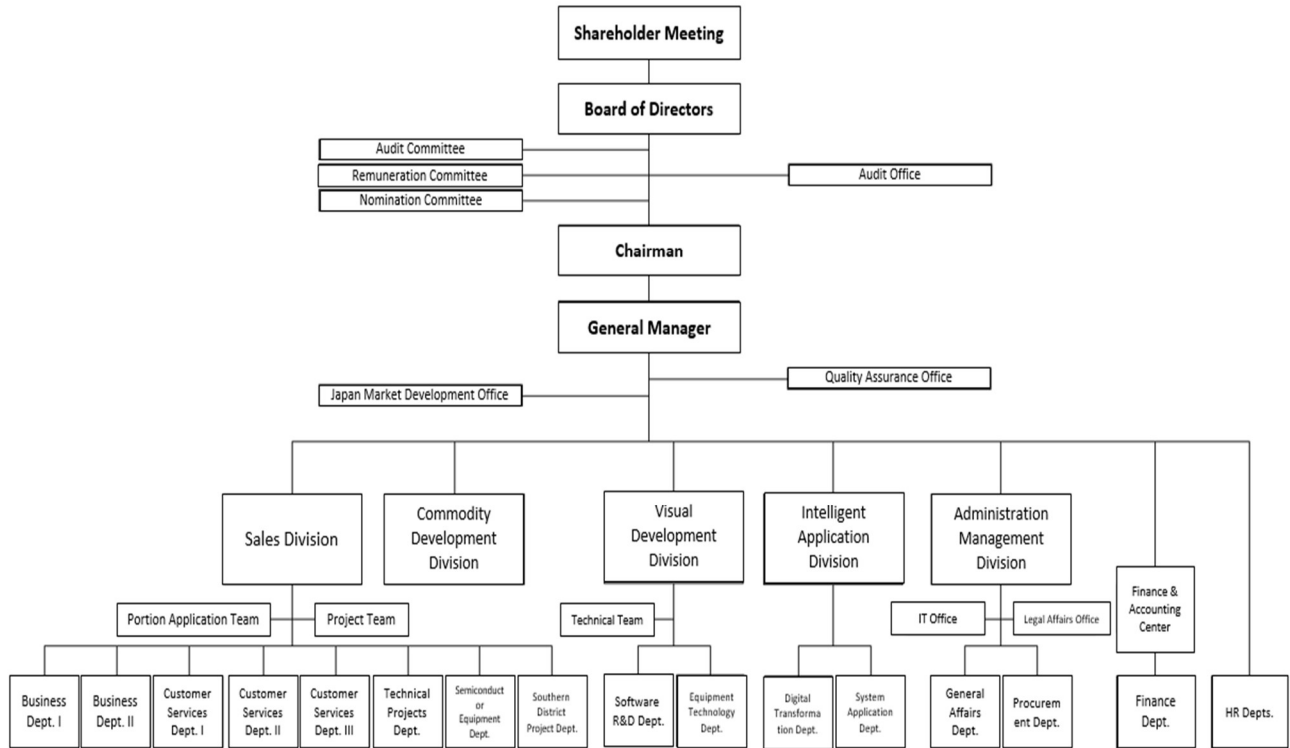 Shareholder Meeting
Board of Directors
Audit Committee
Remuneration Committee
Audit Office
Nomination Committee
Chairman
General Manager
Quality Assurance Office
Japan Market Development Office
Sales Division
Commodity
Development
Division
Visual
Development
Division
Intelligent
Application
Division
Administration
Management
Division
Finance &
Accounting
Center
Portion Application Team
Project Team
Technical Team
IT Office
Legal Affairs Office
Business
Dept. I
Business
Dept. II
Customer
Services
Dept. I
Customer
Services
Dept. II
Customer
Services
Dept. III
Technical
Projects
Dept.
Semiconduct
or
Equipment
Dept.
Southern
District
Project Dept.
Software
R&D Dept.
Equipment
Technology
Dept.
Digital
Transforma
tion Dept.
System
Application
Dept.
General
Affairs
Dept.
Procurem
ent Dept.
Finance
Dept.
HR Depts.